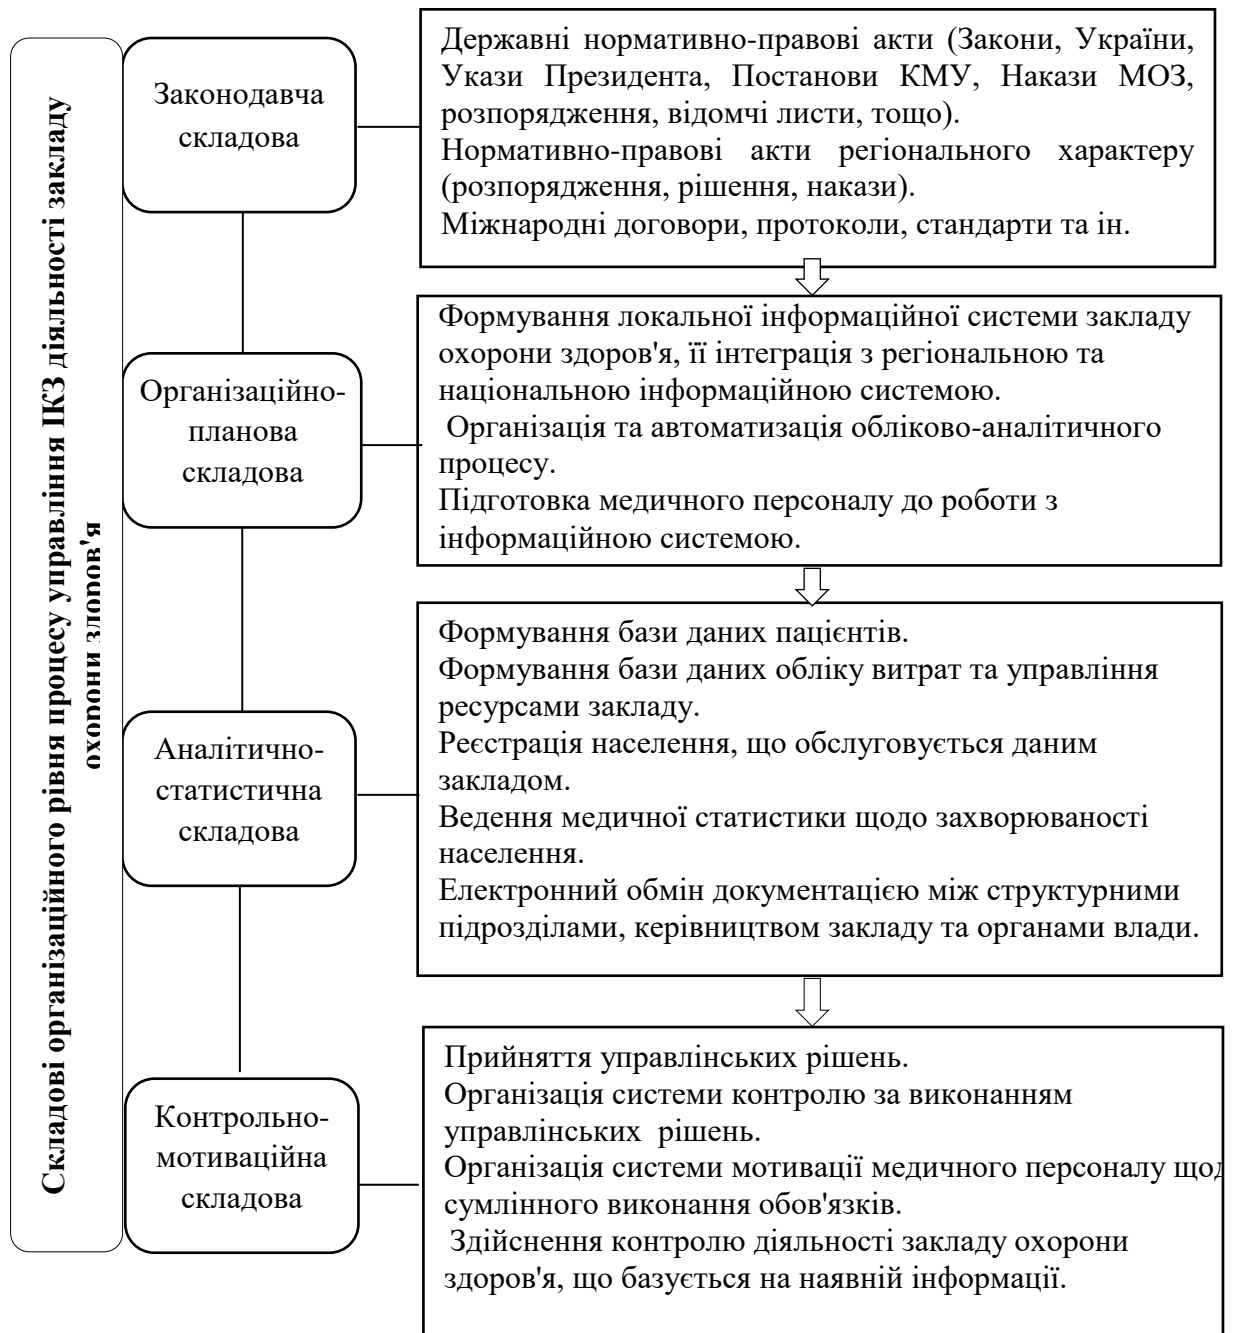 Складові організаційного рівня процесу управління ІКЗ діяльності закладу
охорони здоров'я
Законодавча
складова
Державні нормативно-правові акти (Закони, України,
Укази Президента, Постанови КМУ, Накази МОЗ,
розпорядження, відомчі листи, тощо).
Нормативно-правові акти регіонального характеру
(розпорядження, рішення, накази).
Міжнародні договори, протоколи, стандарти та ін.
Організаційно-
планова
складова
Формування локальної інформаційної системи закладу
охорони здоров'я, її інтеграція з регіональною та
національною інформаційною системою.
Організація та автоматизація обліково-аналітичного
процесу.
Підготовка медичного персоналу до роботи з
інформаційною системою.
Аналітично-
статистична
складова
Формування бази даних пацієнтів.
Формування бази даних обліку витрат та управління
ресурсами закладу.
Реєстрація населення, що обслуговується даним
закладом.
Ведення медичної статистики щодо захворюваності
населення.
Електронний обмін документацією між структурними
підрозділами, керівництвом закладу та органами влади.
Контрольно-
мотиваційна
складова
Прийняття управлінських рішень.
Організація системи контролю за виконанням
управлінських рішень.
Організація системи мотивації медичного персоналу щод
сумлінного виконання обов'язків.
Здійснення контролю діяльності закладу охорони
здоров'я, що базується на наявній інформації.